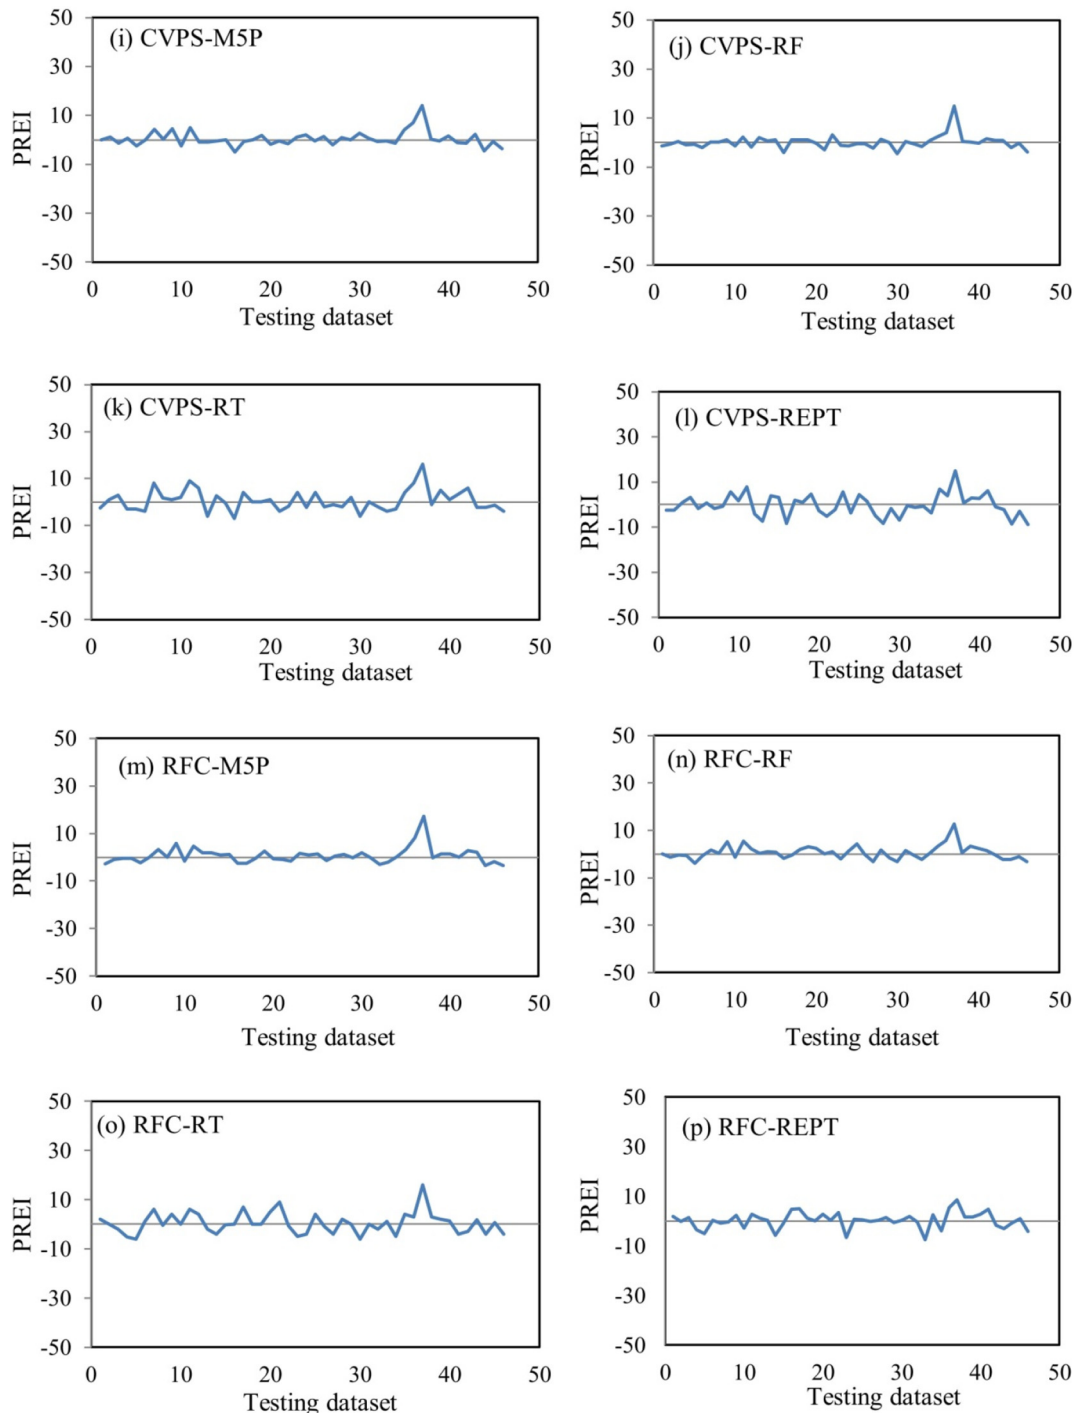 50
(i) CVPS-M5P
30
10
PREI
-10
-30
-50
0 10 20 30 40 50
Testing dataset
50
(j) CVPS-RF
30
10
PREI
-10
-30
-50
0 10 20 30 40 50
Testing dataset
50
(k) CVPS-RT
30
10
PREI
-10
-30
-50
0 10 20 30 40 50
Testing dataset
50
(l) CVPS-REPT
30
10
PREI
-10
-30
-50
0 10 20 30 40 50
Testing dataset
50
(m) RFC-M5P
30
10
PREI
-10
-30
-50
0 10 20 30 40 50
Testing dataset
50
(n) RFC-RF
30
10
PREI
-10
-30
-50
0 10 20 30 40 50
Testing dataset
50
(o) RFC-RT
30
10
PREI
-10
-30
-50
0 10 20 30 40 50
Testing dataset
50
(p) RFC-REPT
30
10
PREI
-10
-30
-50
0 10 20 30 40 50
Testing dataset